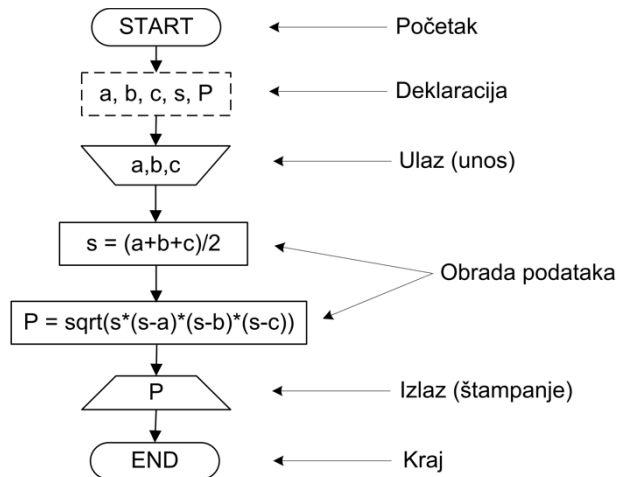 START
Početak
a, b, c, s, P
Deklaracija
a,b,c
Ulaz (unos)
s = (a+b+c)/2
Obrada podataka
P = sqrt(s*(s-a)*(s-b)*(s-c))
P
Izlaz (štampanje)
END
Kraj